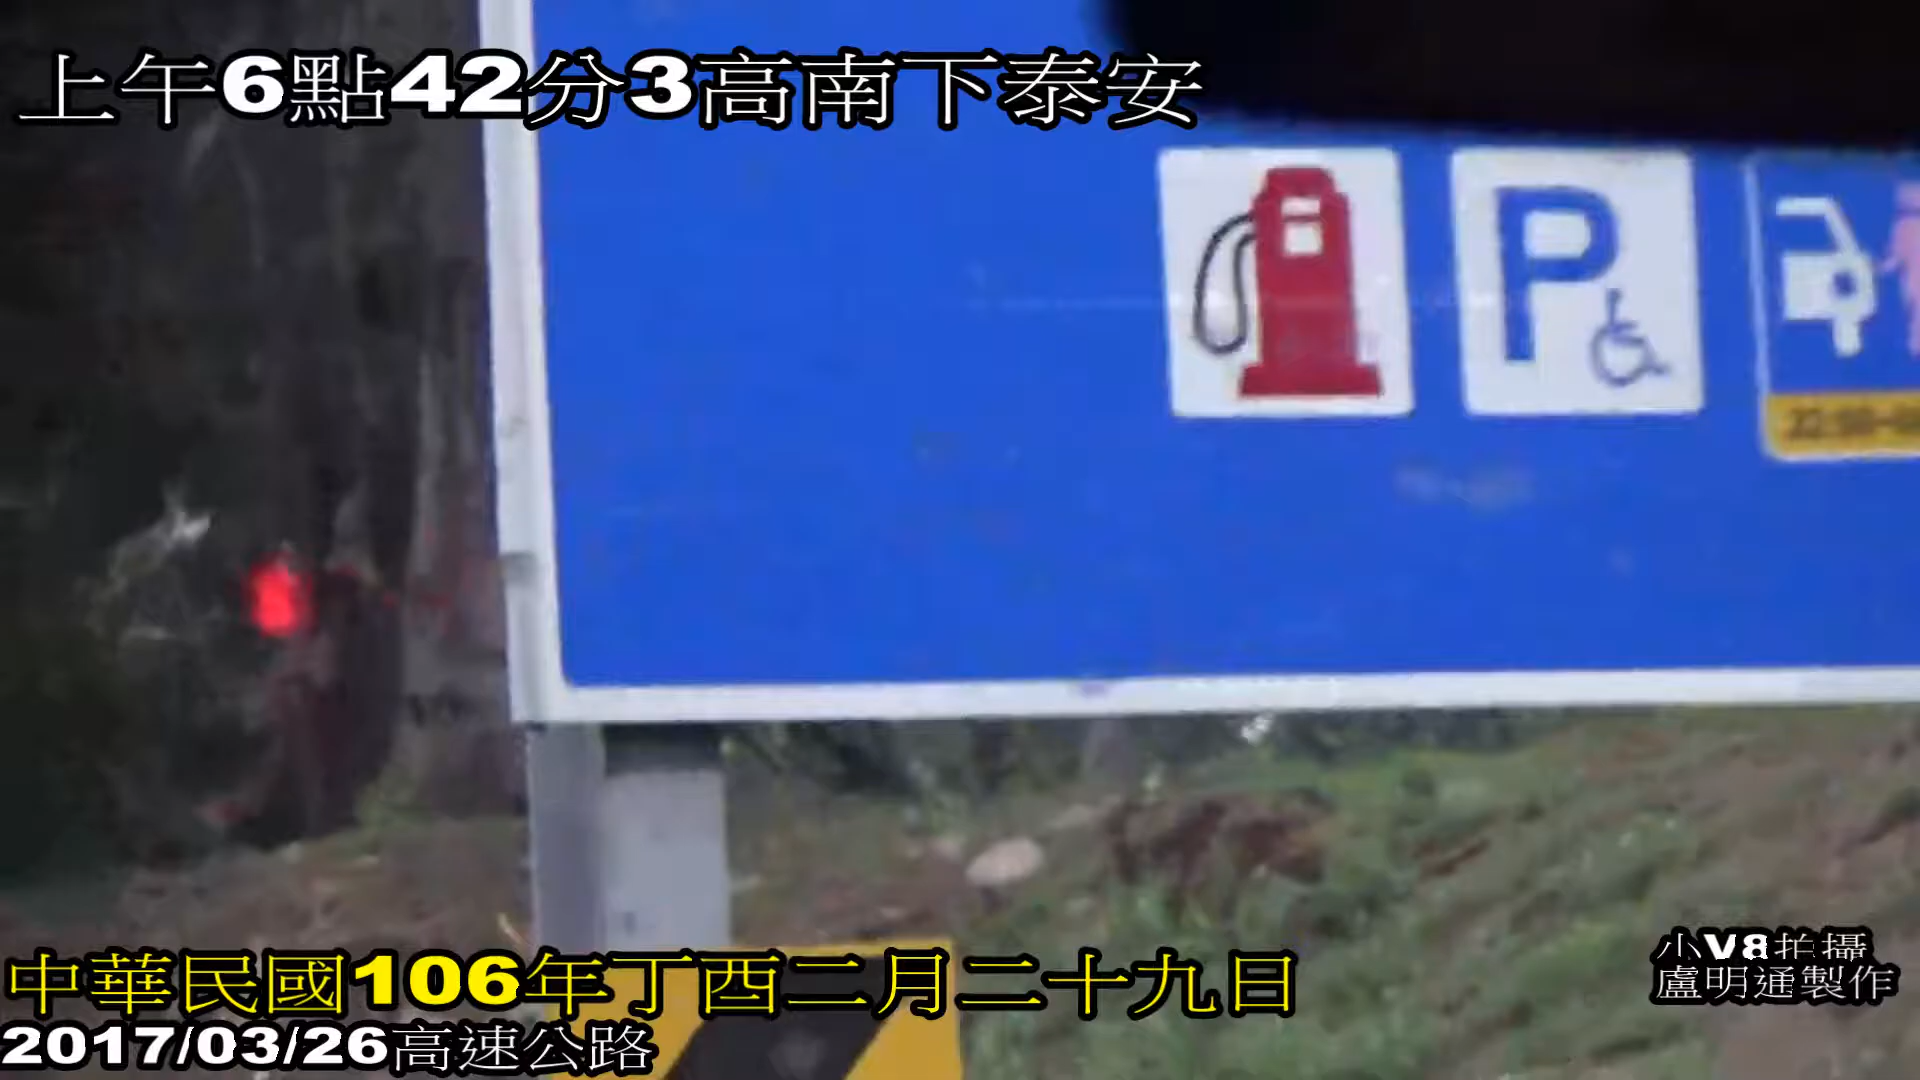 上午6點42分3高南下泰安
P
中華民國106年丁酉二月二十九日
2017/03/26高速公路
小V8拍攝
盧明通製作